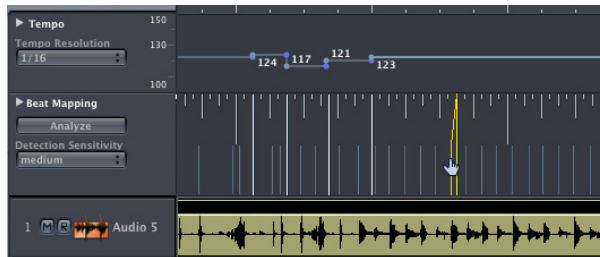 Tempo
150
Tempo Resolution
130
1/16
124
117
121
123
100
Beat Mapping
Analyze
Detection Sensitivity
medium
1 M R Audio 5